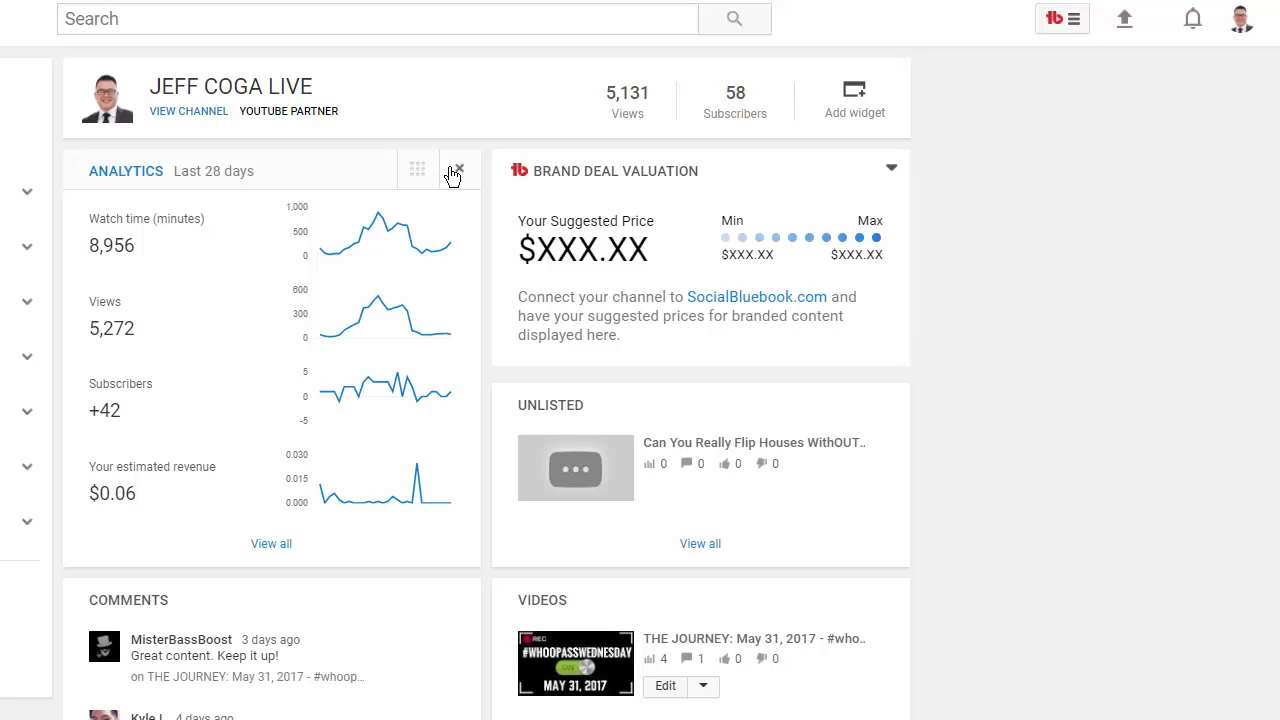 Search
JEFF COGA LIVE
VIEW CHANNEL YOUTUBE PARTNER
5,131
Views
58
Subscribers
Add widget
ANALYTICS Last 28 days
Watch time (minutes)
8,956
1,000
500
0
Views
5,272
600
300
0
Subscribers
+42
5
0
-5
Your estimated revenue
$0.06
0.030
0.015
0.000
View all
COMMENTS
MisterBassBoost 3 days ago
Great content. Keep it up!
on THE JOURNEY: May 31, 2017 - #whoop...
4 days ago
tb BRAND DEAL VALUATION
Your Suggested Price
$XXX.XX
Min Max
$XXX.XX $XXX.XX
Connect your channel to SocialBluebook.com and
have your suggested prices for branded content
displayed here.
UNLISTED
Can You Really Flip Houses WithOUT..
0 0 0 0
View all
VIDEOS
REC
#WHOOPASSWEDNESDAY
ON
MAY 31, 2017
THE JOURNEY: May 31, 2017 - #who..
4 1 0 0
Edit